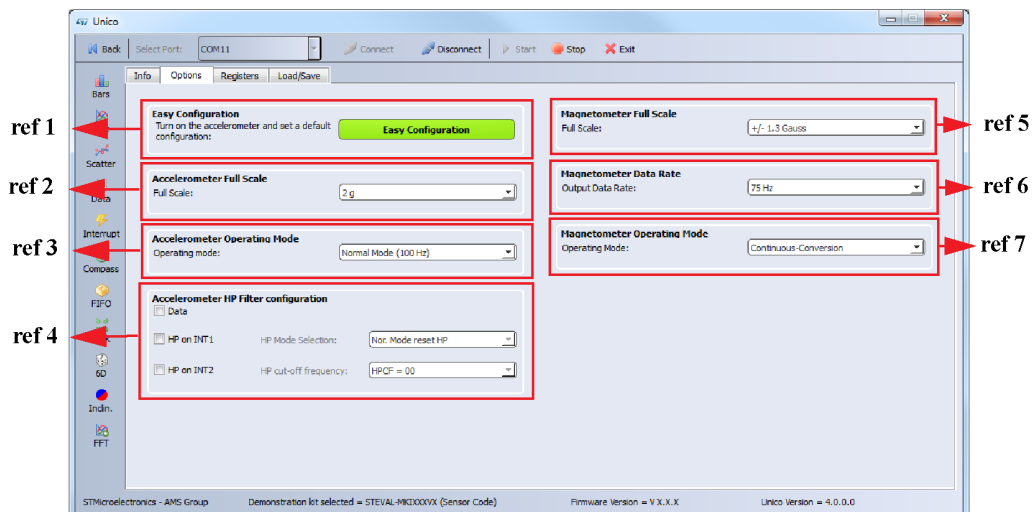 Unico
Back Select Port: COM11 Connect Disconnect Start Stop Exit
Info Options Registers Load/Save
Bars
Scatter
Data
Interrupt
Compass
FIFO
6D
Indin.
FFT
ref 1
Easy Configuration
Turn on the accelerometer and set a default
configuration:
Easy Configuration
ref 2
Accelerometer Full Scale
Full Scale: 2 g
ref 3
Accelerometer Operating Mode
Operating mode: Normal Mode (100 Hz)
ref 4
Accelerometer HP Filter configuration
Data
HP on INT1 HP Mode Selection: Nor. Mode reset HP
HP on INT2 HP cut-off frequency: HPCF = 00
Magnetometer Full Scale
Full Scale: +/- 1.3 Gauss
ref 5
Magnetometer Data Rate
Output Data Rate: 75 Hz
ref 6
Magnetometer Operating Mode
Operating Mode: Continuous-Conversion
ref 7
STMicroelectronics - AMS Group Demonstration kit selected = STEVAL-MKIXXXVX (Sensor Code) Firmware Version = V X.X.X Unico Version = 4.0.0.0